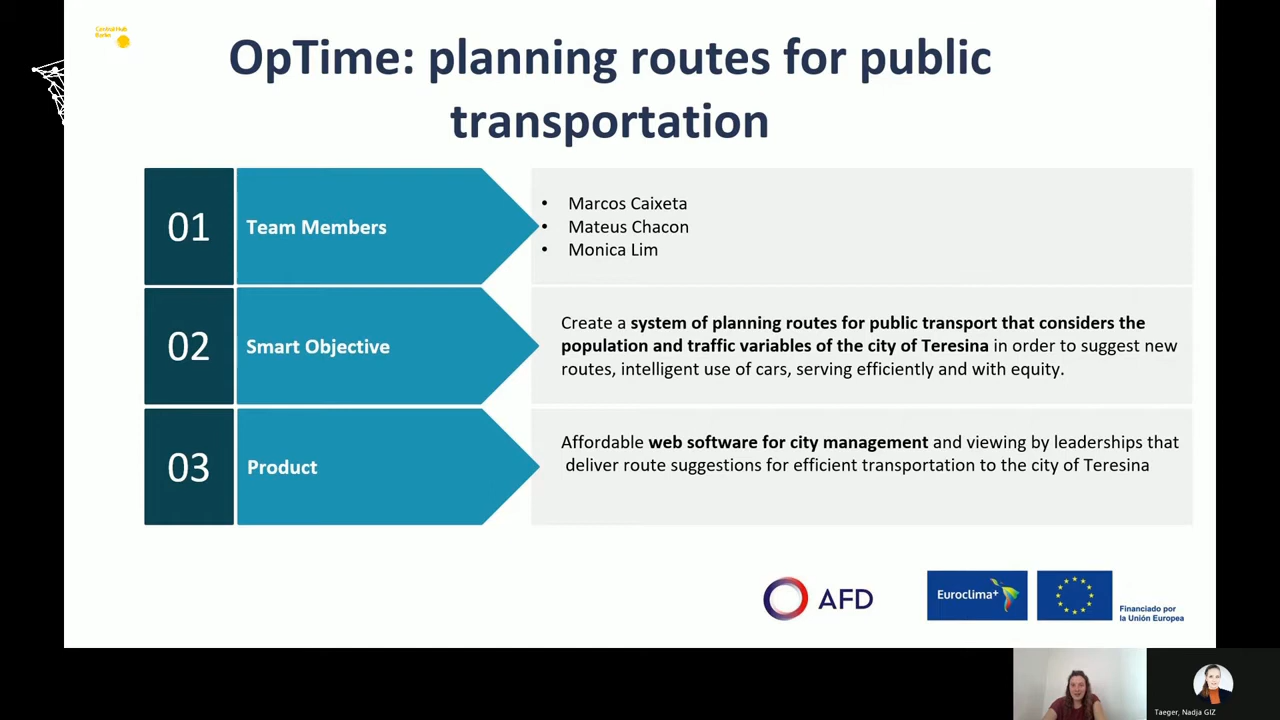 Central Hub
Berlin
OpTime: planning routes for public
transportation
01
Team Members
• Marcos Caixeta
• Mateus Chacon
• Monica Lim
02
Smart Objective
Create a system of planning routes for public transport that considers the
population and traffic variables of the city of Teresina in order to suggest new
routes, intelligent use of cars, serving efficiently and with equity.
03
Product
Affordable web software for city management and viewing by leaderships that
deliver route suggestions for efficient transportation to the city of Teresina
AFD
Euroclima+
Financiado por
la Unión Europea
Taeger, Nadja GIZ